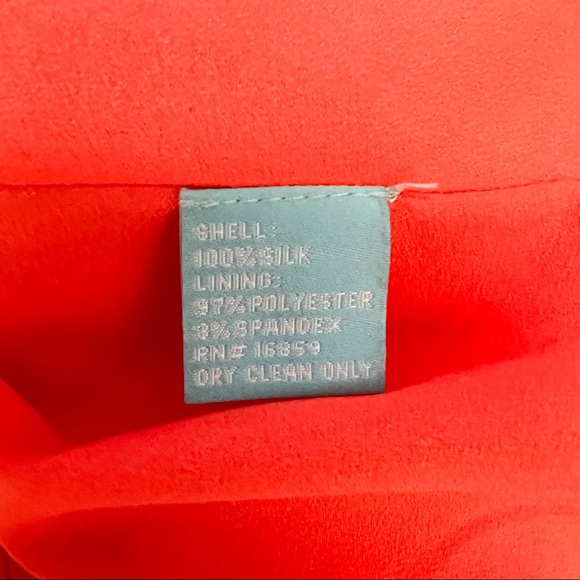 SHELL:
100% SILK
LINING:
97% POLYESTER
3% SPANDEX
RN# 16859
DRY CLEAN ONLY